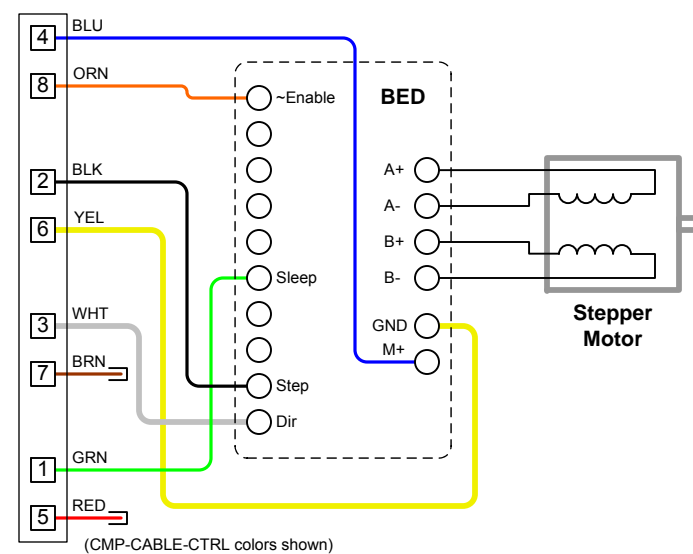 4 BLU
8 ORN
2 BLK
6 YEL
3 WHT
7 BRN
1 GRN
5 RED
(CMP-CABLE-CTRL colors shown)
~Enable
Sleep
Step
Dir
BED
A+
A-
B+
B-
GND
M+
Stepper
Motor